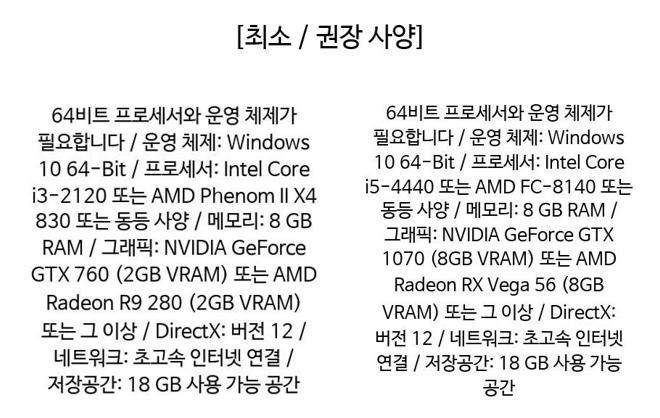 [최소 / 권장 사양]
64비트 프로세서와 운영 체제가
필요합니다 / 운영 체제: Windows
10 64-Bit / 프로세서: Intel Core
i3-2120 또는 AMD Phenom II X4
830 또는 동등 사양 / 메모리: 8 GB
RAM / 그래픽: NVIDIA GeForce
GTX 760 (2GB VRAM) 또는 AMD
Radeon R9 280 (2GB VRAM)
또는 그 이상 / DirectX: 버전 12 /
네트워크: 초고속 인터넷 연결 /
저장공간: 18 GB 사용 가능 공간
64비트 프로세서와 운영 체제가
필요합니다 / 운영 체제: Windows
10 64-Bit / 프로세서: Intel Core
i5-4440 또는 AMD FC-8140 또는
동등 사양 / 메모리: 8 GB RAM /
그래픽: NVIDIA GeForce GTX
1070 (8GB VRAM) 또는 AMD
Radeon RX Vega 56 (8GB
VRAM) 또는 그 이상 / DirectX:
버전 12 / 네트워크: 초고속 인터넷
연결 / 저장공간: 18 GB 사용 가능
공간